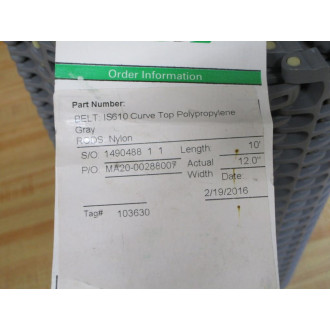 Order Information
Part Number:
BELT IS610 Curve Top Polypropylene
Gray
RODS Nylon
S/O 1490488 1 1 Length: 10'
P/O MA20-00288007 Actual 12.0"
Width Date
2/19/2016
Tag# 103630